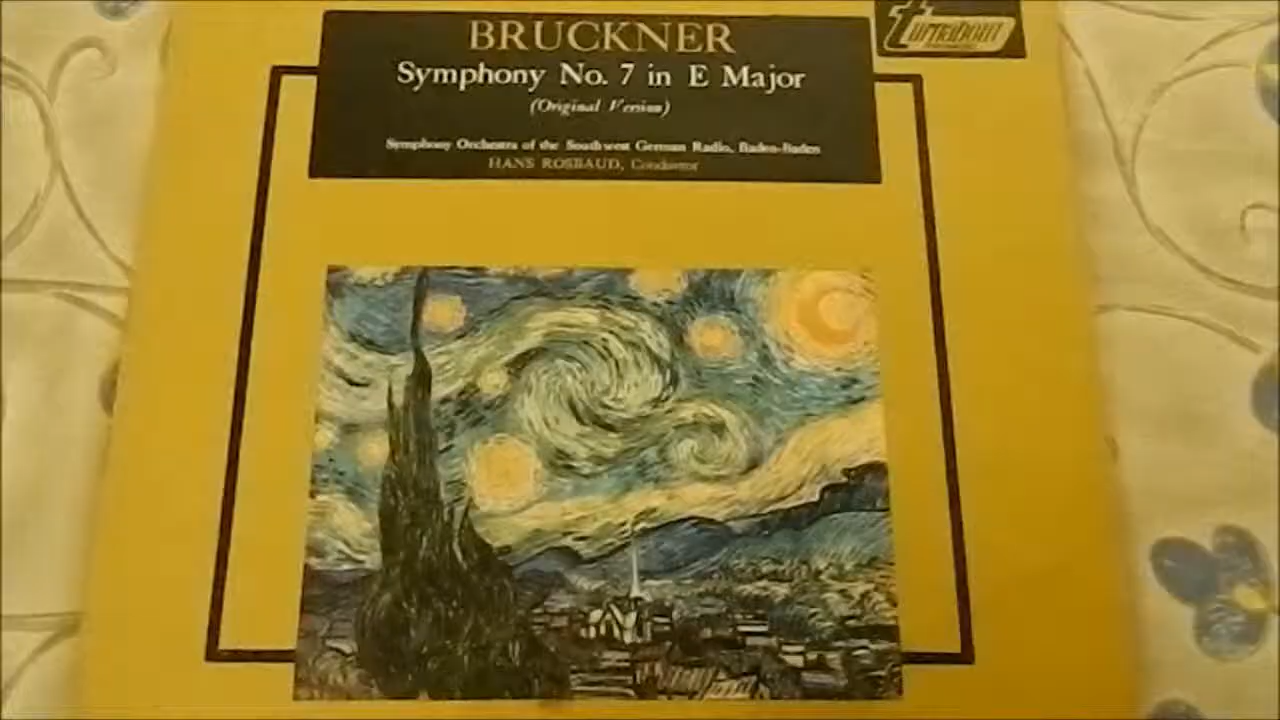 BRUCKNER
turnabout
Symphony No. 7 in E Major
(Original Version)
Symphony Orchestra of the Southwest German Radio, Baden-Baden
HANS ROSBAUD, Conductor